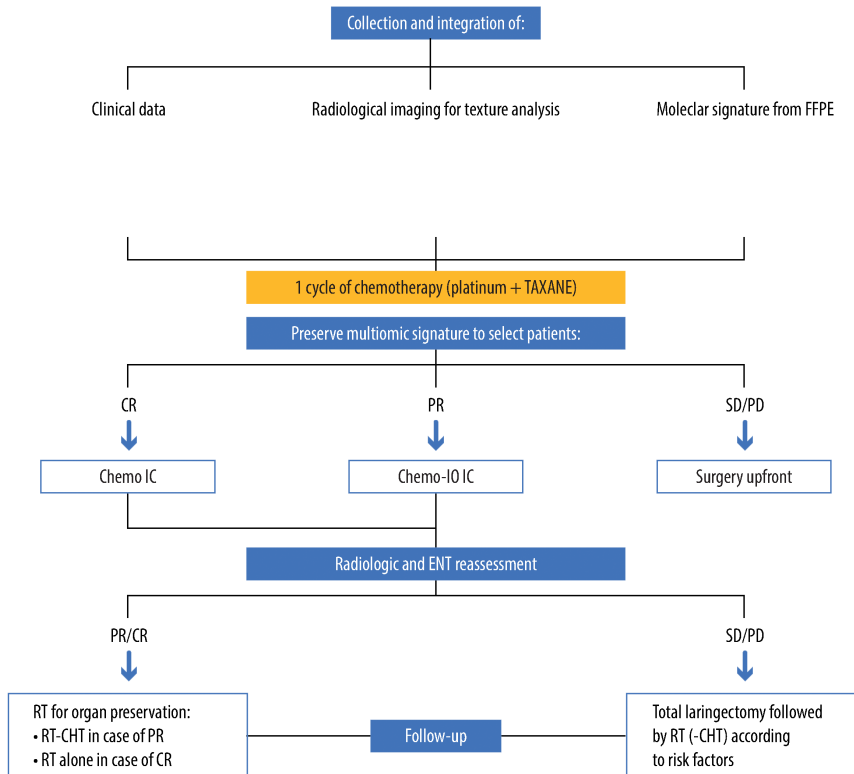 Collection and integration of:
Clinical data
Radiological imaging for texture analysis
Moleclar signature from FFPE
1 cycle of chemotherapy (platinum + TAXANE)
Preserve multiomic signature to select patients:
CR
PR
SD/PD
Chemo IC
Chemo-IO IC
Surgery upfront
Radiologic and ENT reassessment
PR/CR
SD/PD
RT for organ preservation:
• RT-CHT in case of PR
• RT alone in case of CR
Follow-up
Total laringectomy followed
by RT (-CHT) according
to risk factors